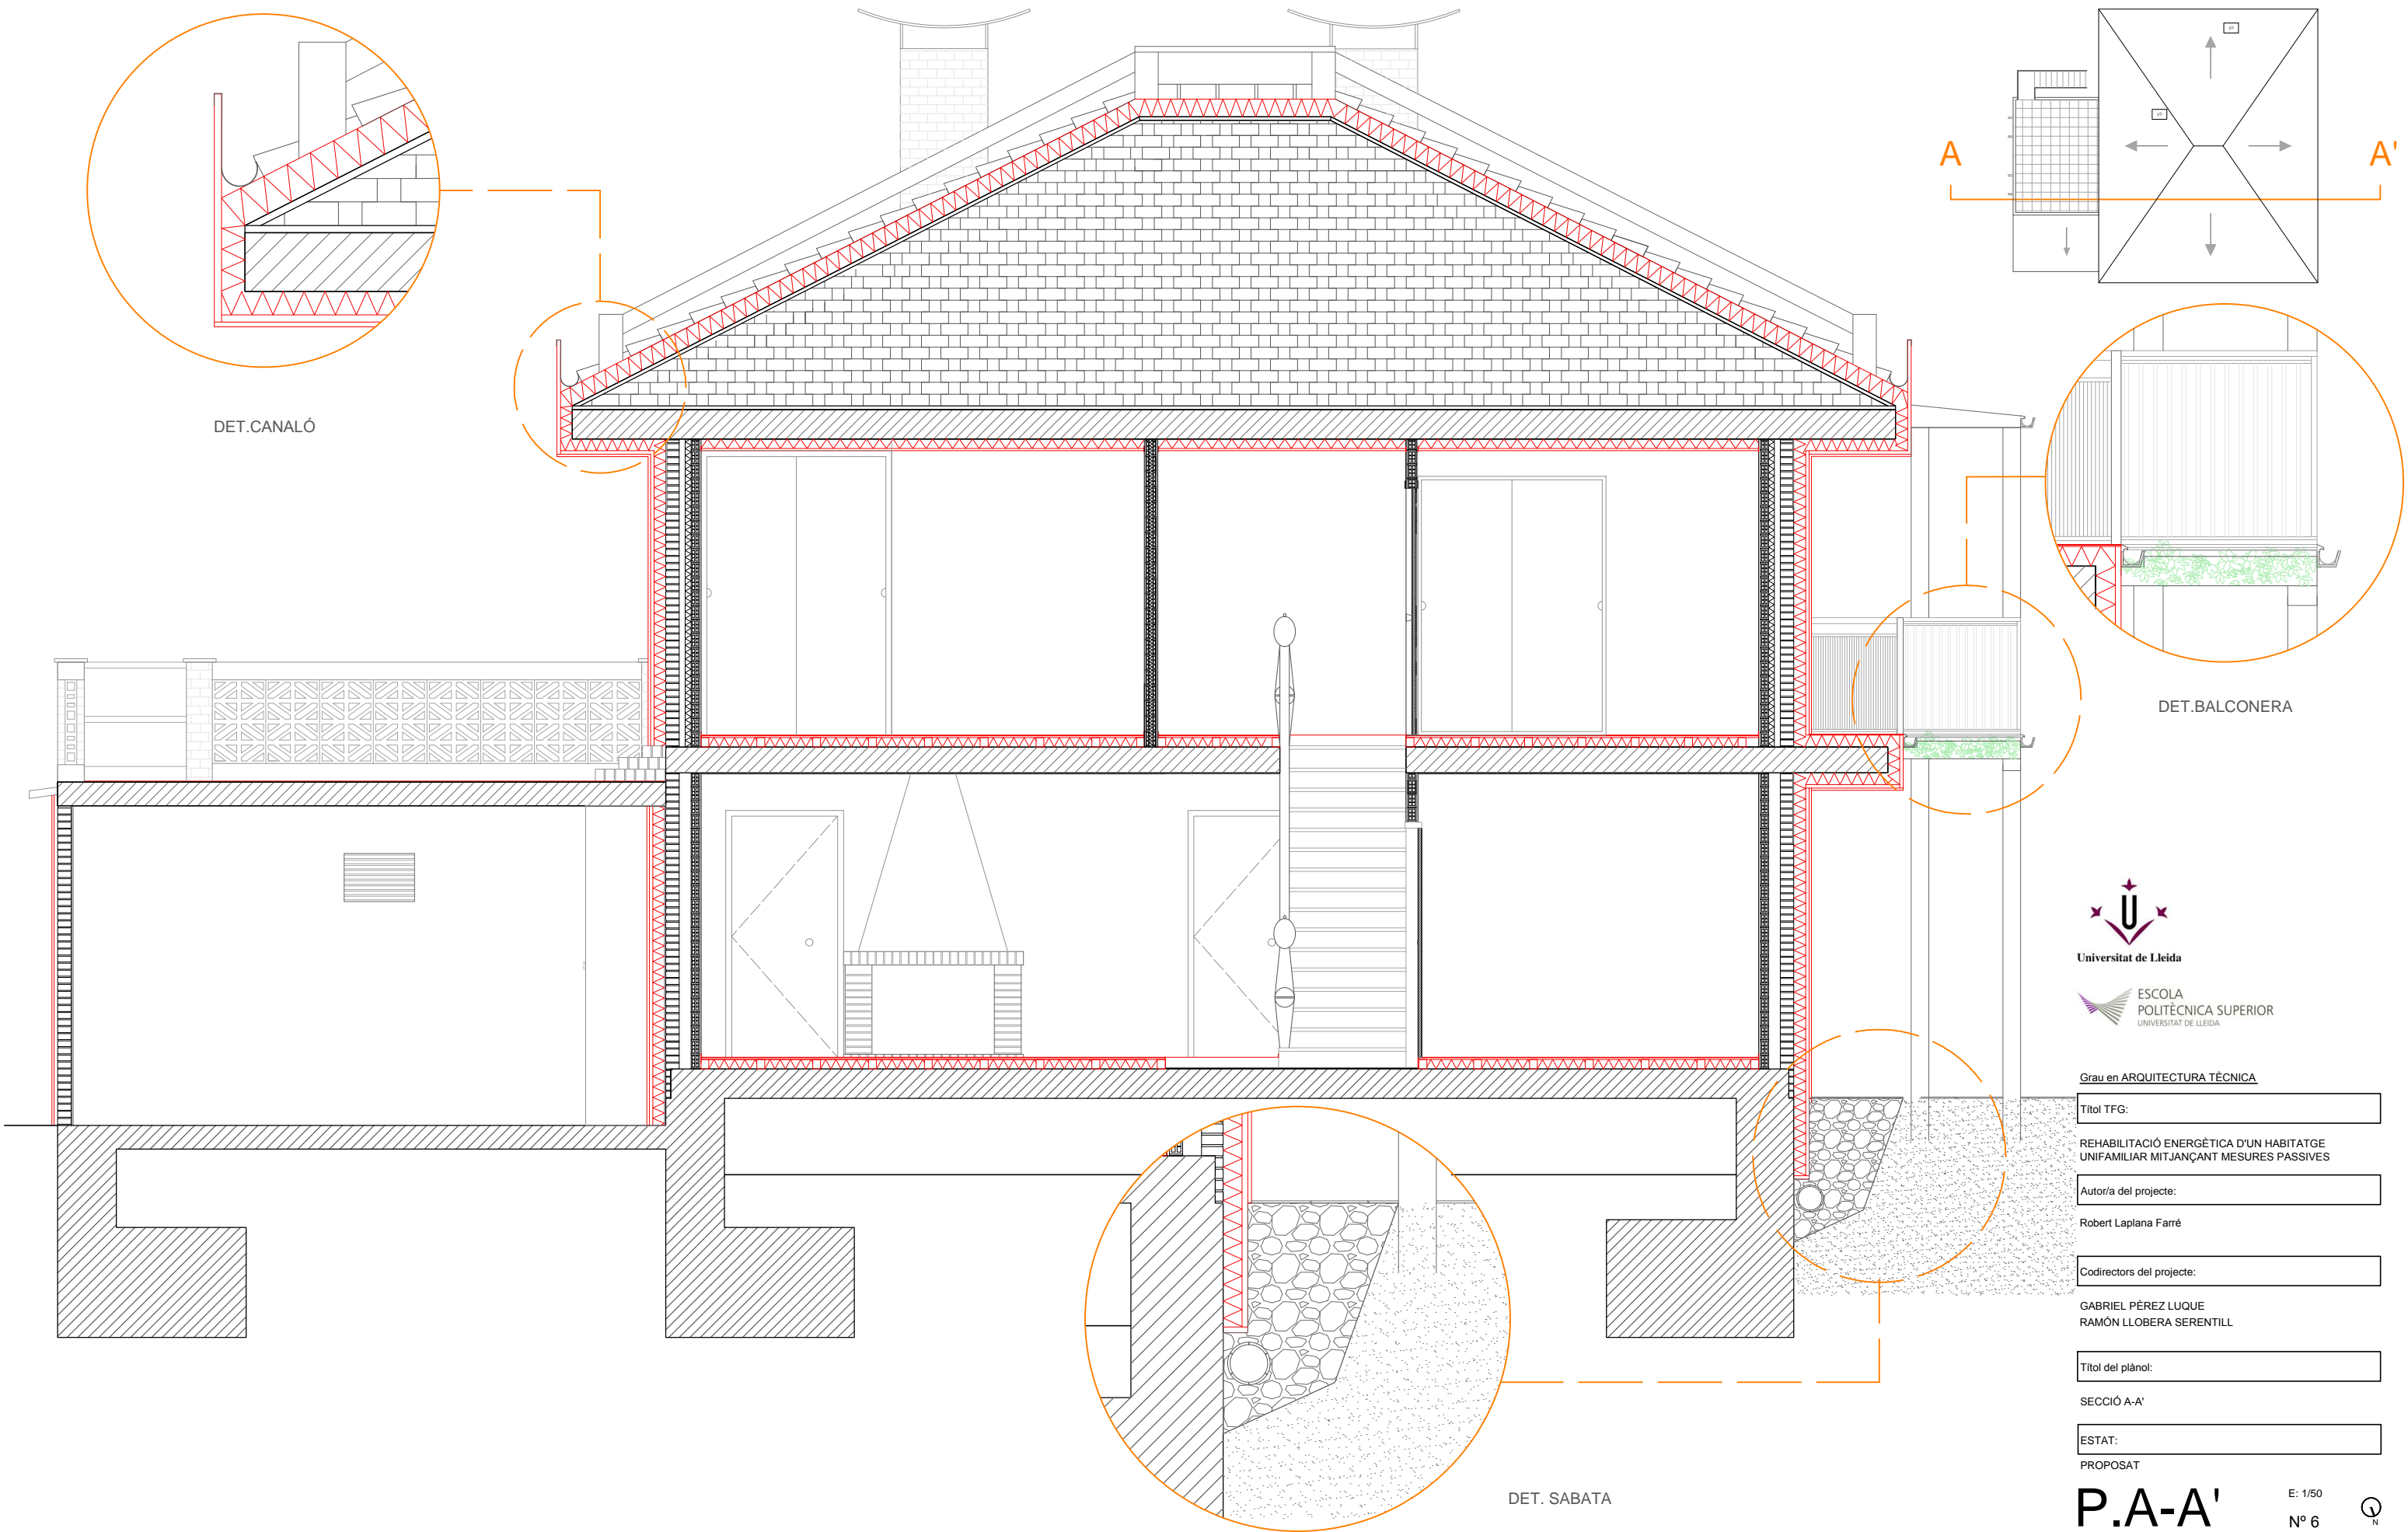 A
A'
DET.CANALÓ
DET.BALCONERA
Universitat de Lleida
ESCOLA
POLITÈCNICA SUPERIOR
UNIVERSITAT DE LLEIDA
Grau en ARQUITECTURA TÈCNICA
Títol TFG:
REHABILITACIÓ ENERGÈTICA D'UN HABITATGE
UNIFAMILIAR MITJANÇANT MESURES PASSIVES
Autor/a del projecte:
Robert Laplana Farré
Codirectors del projecte:
GABRIEL PÈREZ LUQUE
RAMÓN LLOBERA SERENTILL
Títol del plànol:
SECCIÓ A-A'
ESTAT:
PROPOSAT
DET. SABATA
P.A-A'
E: 1/50
Nº 6
N